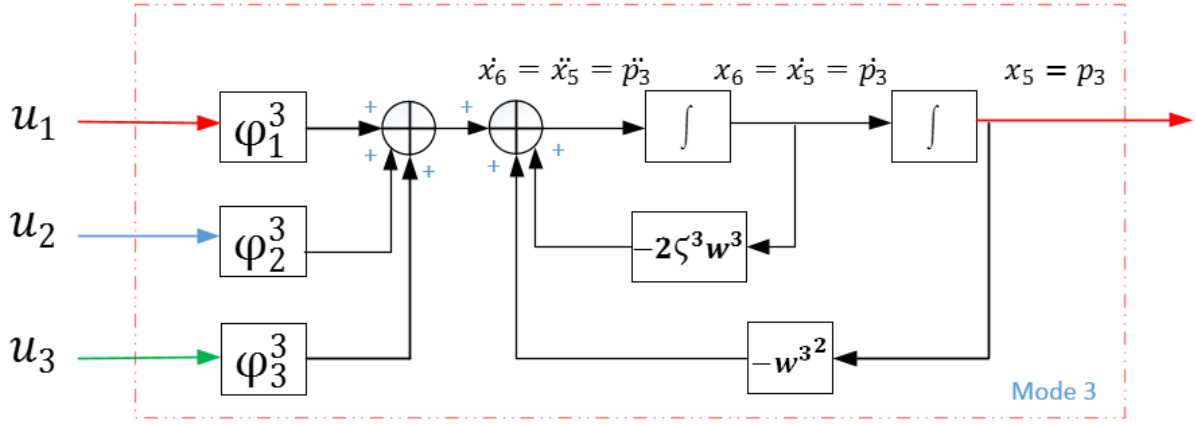 ẋ₆ = ẍ₅ = p̈₃
x₆ = ẋ₅ = ṗ₃
x₅ = p₃
u₁
φ₁³
+
+
+
+
+
+
∫
∫
u₂
φ₂³
−2ζ³w³
u₃
φ₃³
−w³²
Mode 3